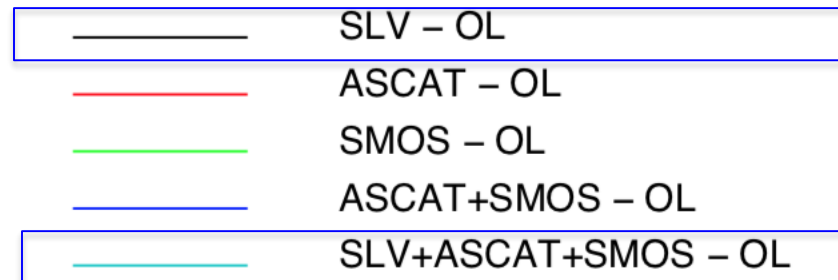 SLV – OL
ASCAT – OL
SMOS – OL
ASCAT+SMOS – OL
SLV+ASCAT+SMOS – OL